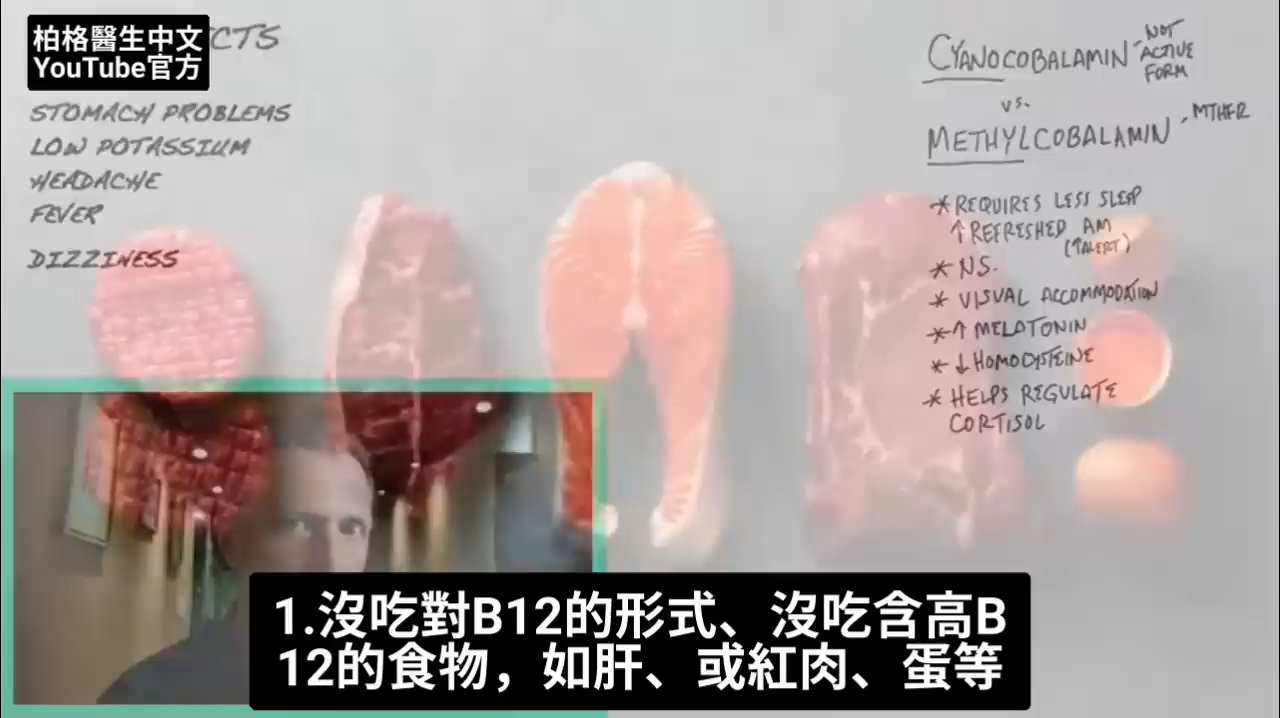 柏格醫生中文
YouTube官方
CTS
STOMACH PROBLEMS
LOW POTASSIUM
HEADACHE
FEVER
DIZZINESS
CYANOCOBALAMIN - NOT ACTIVE FORM
vs.
METHYLCOBALAMIN - MTHFR
* REQUIRES LESS SLEEP
↑ REFRESHED AM
(↑ALERT)
* NS.
* VISUAL ACCOMMODATION
* ↑ MELATONIN
* ↓ HOMOCYSTEINE
* HELPS REGULATE
CORTISOL
1.沒吃對B12的形式、沒吃含高B
12的食物，如肝、或紅肉、蛋等